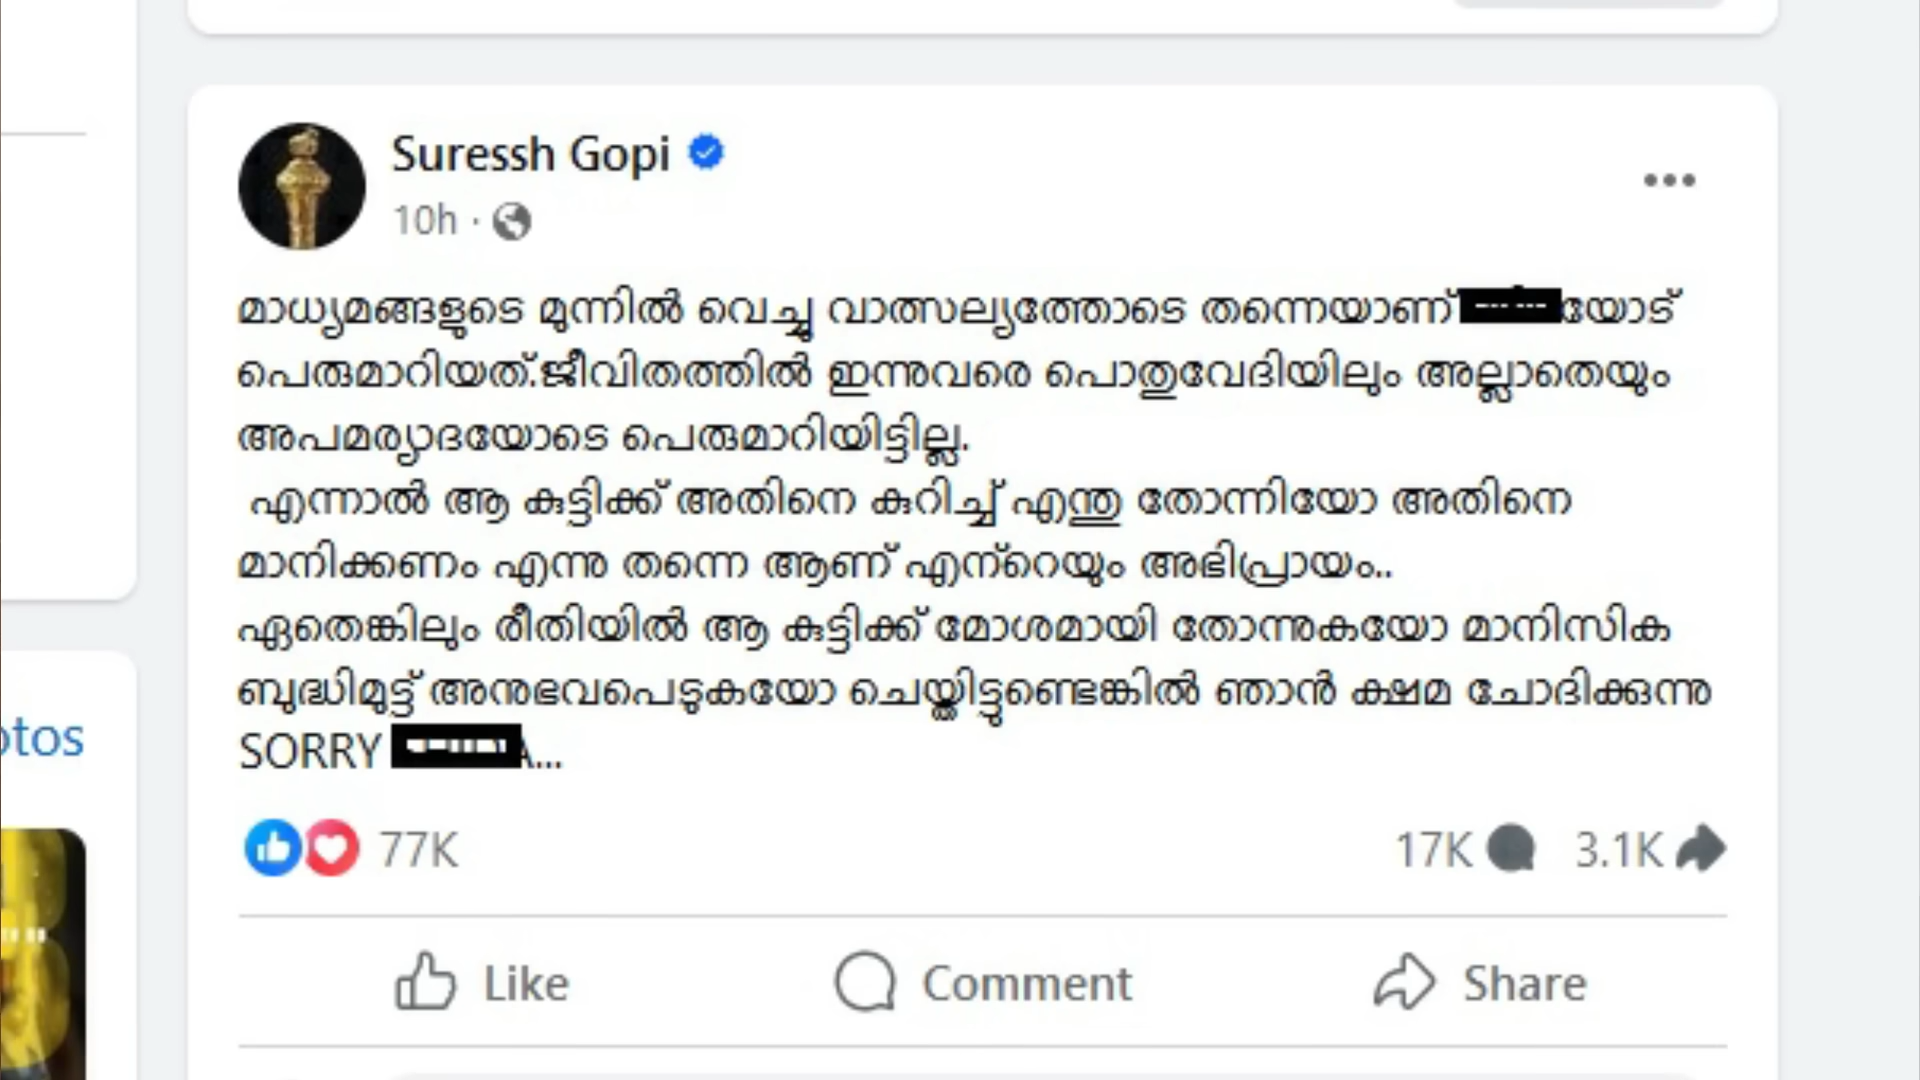 Suressh Gopi
10h ·
മാധ്യമങ്ങളുടെ മുന്നിൽ വെച്ചു വാത്സല്യത്തോടെ തന്നെയാണ് യോട്
പെരുമാറിയത്.ജീവിതത്തിൽ ഇന്നുവരെ പൊതുവേദിയിലും അല്ലാതെയും
അപമര്യാദയോടെ പെരുമാറിയിട്ടില്ല.
എന്നാൽ ആ കുട്ടിക്ക് അതിനെ കുറിച്ച് എന്തു തോന്നിയോ അതിനെ
മാനിക്കണം എന്നു തന്നെ ആണ് എന്റെയും അഭിപ്രായം..
ഏതെങ്കിലും രീതിയിൽ ആ കുട്ടിക്ക് മോശമായി തോന്നുകയോ മാനിസിക
ബുദ്ധിമുട്ട് അനുഭവപെടുകയോ ചെയ്തിട്ടുണ്ടെങ്കിൽ ഞാൻ ക്ഷമ ചോദിക്കുന്നു
SORRY ...
otos
77K 17K 3.1K
Like Comment Share